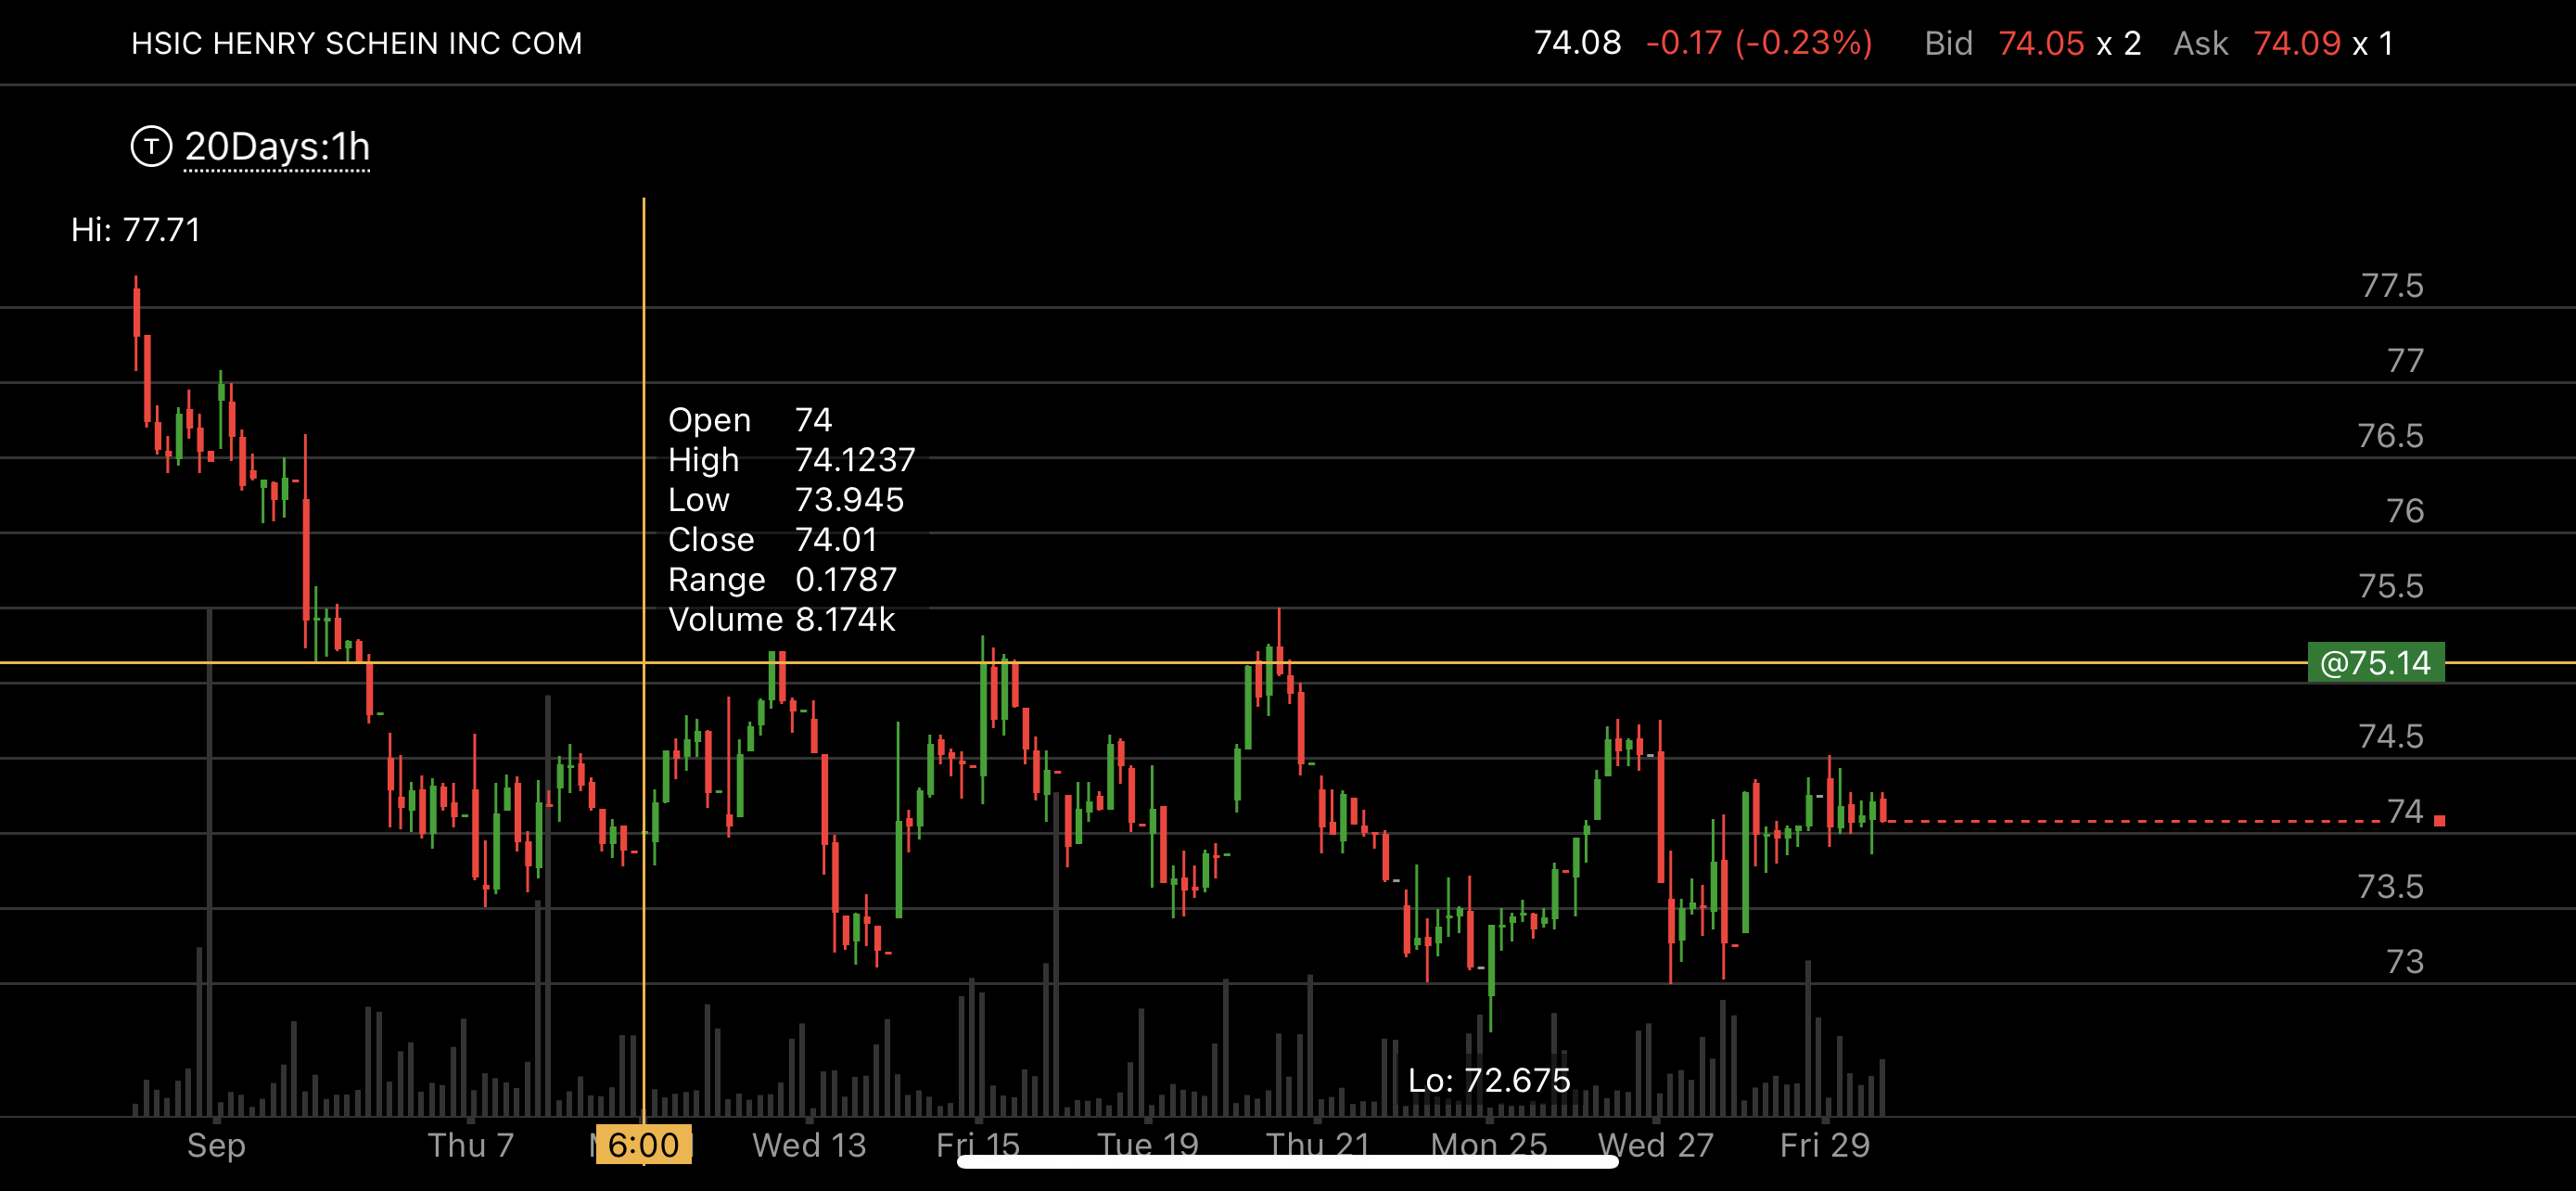 HSIC HENRY SCHEIN INC COM 74.08 -0.17 (-0.23%) Bid 74.05 x 2 Ask 74.09 x 1
T 20Days:1h
Hi: 77.71
77.5
77
Open 74
76.5
High 74.1237
Low 73.945
76
Close 74.01
Range 0.1787
75.5
Volume 8.174k
@75.14
74.5
74
73.5
73
Lo: 72.675
Sep Thu 7 6:00 Wed 13 Fri 15 Tue 19 Thu 21 Mon 25 Wed 27 Fri 29